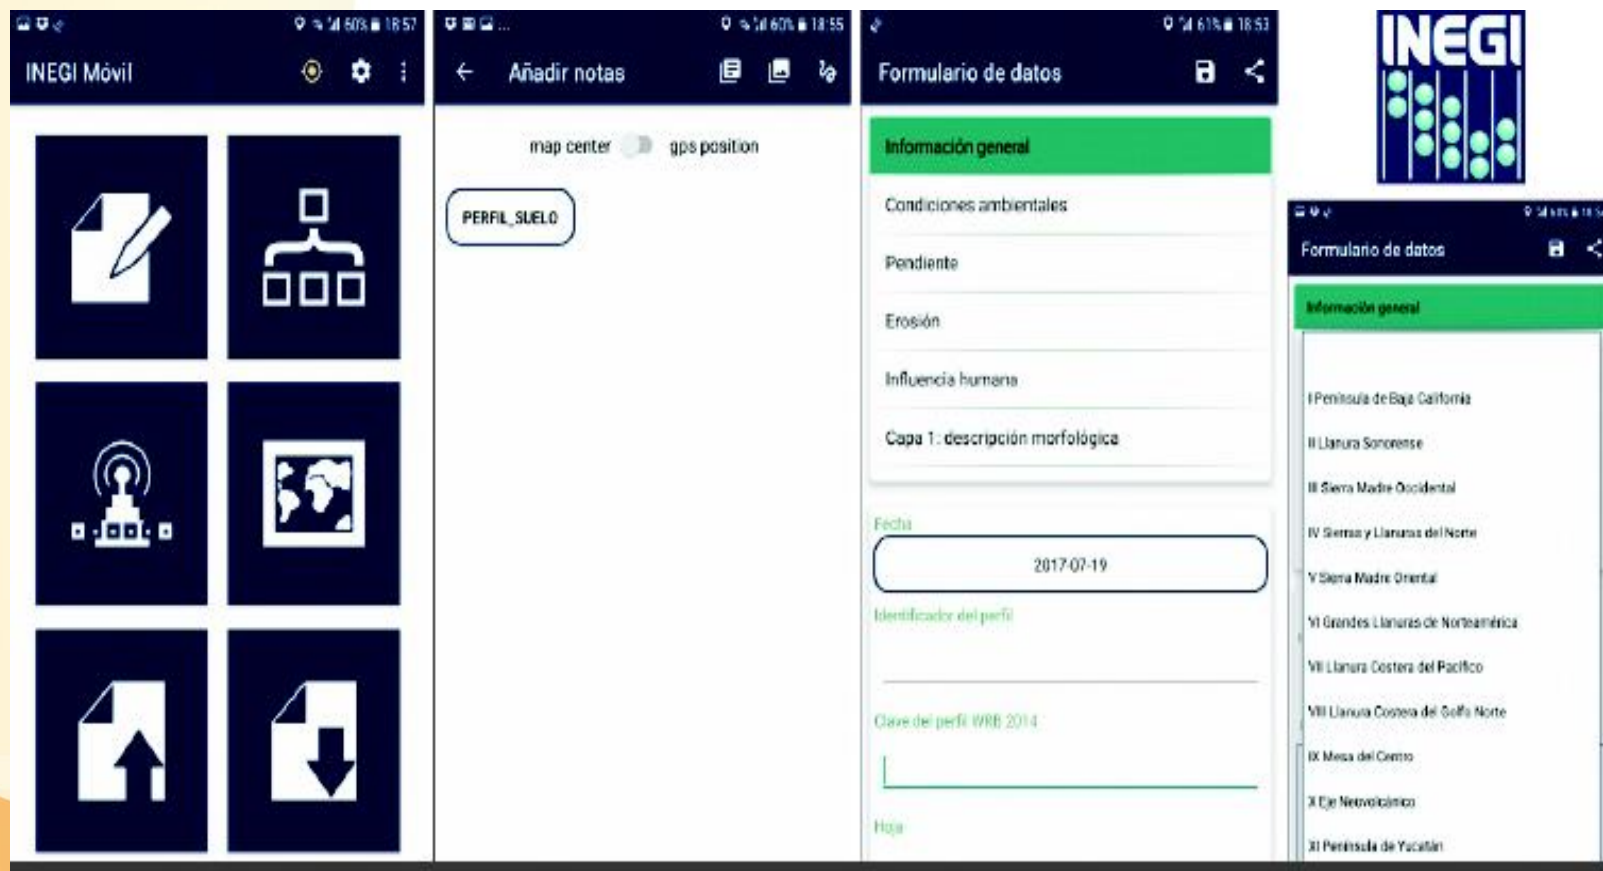 60% 18:57
INEGI Móvil
... 60% 18:55
Añadir notas
map center gps position
PERFIL_SUELO
61% 18:53
Formulario de datos
Información general
Condiciones ambientales
Pendiente
Erosión
Influencia humana
Capa 1: descripción morfológica
Fecha
2017-07-19
Identificador del perfil
Clave del perfil WRB 2014
Hoja
INEGI
Formulario de datos
Información general
I Península de Baja California
II Llanura Sonorense
III Sierra Madre Occidental
IV Sierras y Llanuras del Norte
V Sierra Madre Oriental
VI Grandes Llanuras de Norteamérica
VII Llanura Costera del Pacífico
VIII Llanura Costera del Golfo Norte
IX Mesa del Centro
X Eje Neovolcánico
XI Península de Yucatán